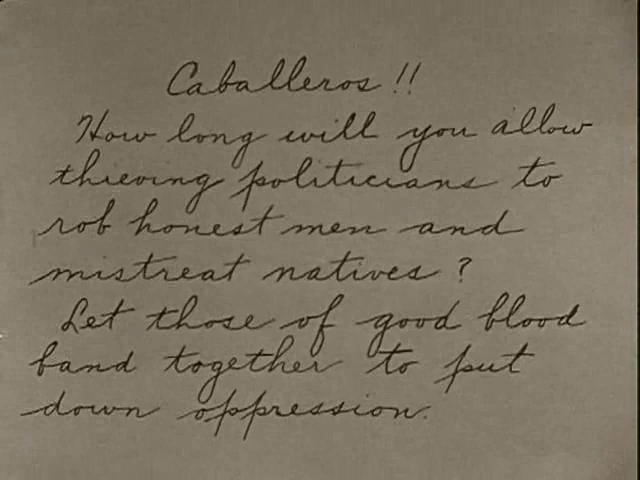 Caballeros!!
How long will you allow
thieving politicians to
rob honest men and
mistreat natives?
Let those of good blood
band together to put
down oppression.